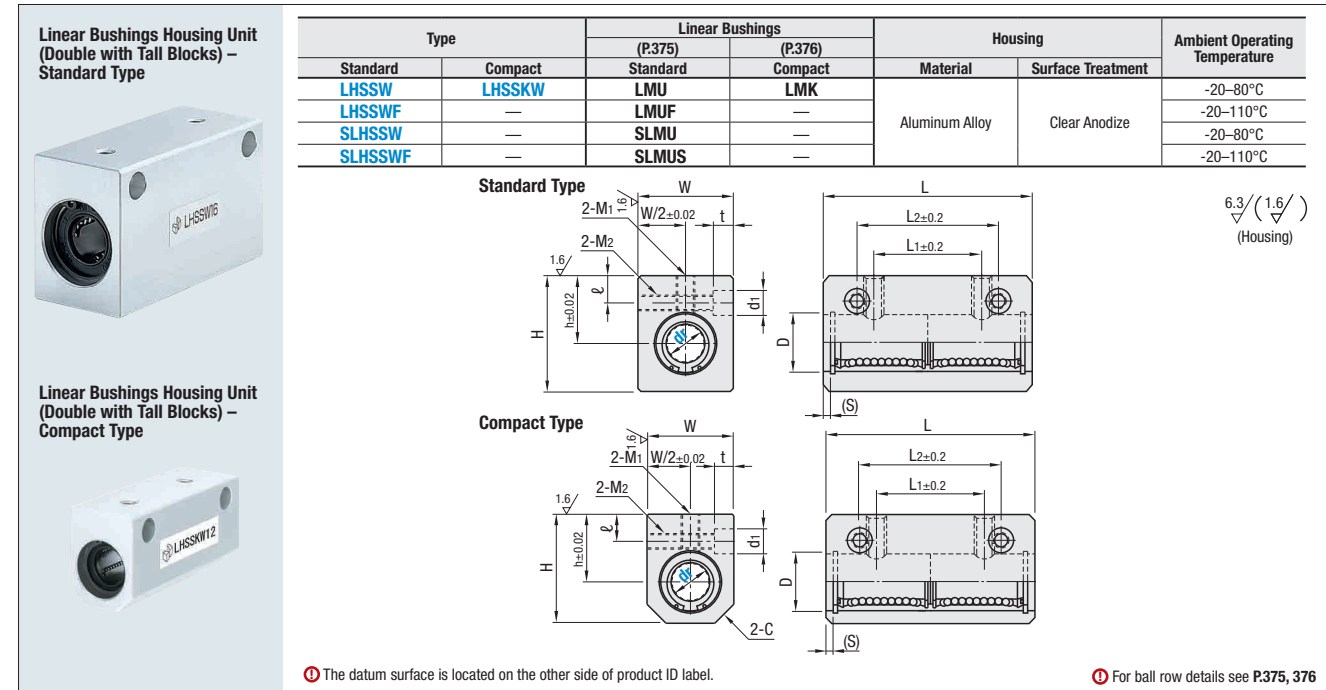 Linear Bushings Housing Unit
(Double with Tall Blocks) –
Standard Type
LHSSW16
Linear Bushings Housing Unit
(Double with Tall Blocks) –
Compact Type
LHSSKW12
Type Linear Bushings Housing Ambient Operating Temperature
(P.375) (P.376)
Standard Compact Standard Compact Material Surface Treatment
LHSSW LHSSKW LMU LMK Aluminum Alloy Clear Anodize -20–80°C
LHSSWF — LMUF — -20–110°C
SLHSSW — SLMU — -20–80°C
SLHSSWF — SLMUS — -20–110°C
Standard Type
W
2-M1
1.6
W/2±0.02
t
2-M2
1.6
ℓ
h±0.02
H
d1
dr
L
L2±0.2
L1±0.2
D
(S)
6.3 ( 1.6 )
(Housing)
Compact Type
W
1.6
2-M1
W/2±0.02
t
2-M2
1.6
ℓ
h±0.02
H
d1
dr
2-C
L
L2±0.2
L1±0.2
D
(S)
! The datum surface is located on the other side of product ID label.
! For ball row details see P.375, 376